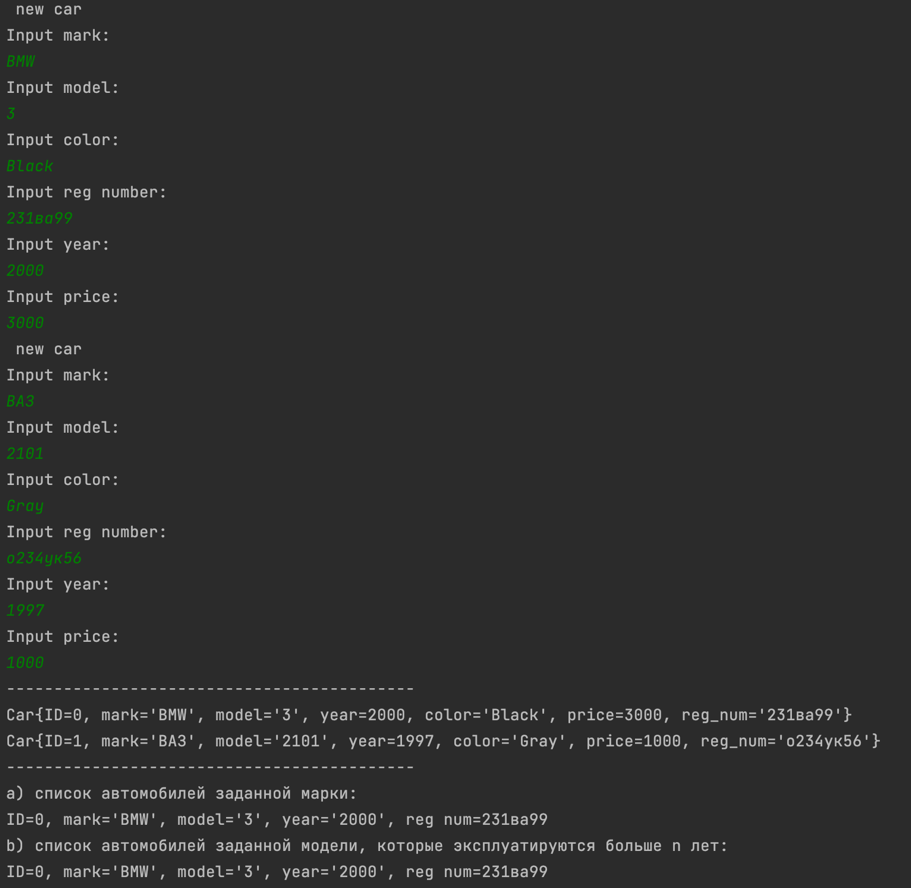 new car
Input mark:
BMW
Input model:
3
Input color:
Black
Input reg number:
231ва99
Input year:
2000
Input price:
3000
new car
Input mark:
ВАЗ
Input model:
2101
Input color:
Gray
Input reg number:
о234ук56
Input year:
1997
Input price:
1000
-------------------------------------------
Car{ID=0, mark='BMW', model='3', year=2000, color='Black', price=3000, reg_num='231ва99'}
Car{ID=1, mark='ВАЗ', model='2101', year=1997, color='Gray', price=1000, reg_num='о234ук56'}
-------------------------------------------
a) список автомобилей заданной марки:
ID=0, mark='BMW', model='3', year='2000', reg num=231ва99
b) список автомобилей заданной модели, которые эксплуатируются больше n лет:
ID=0, mark='BMW', model='3', year='2000', reg num=231ва99